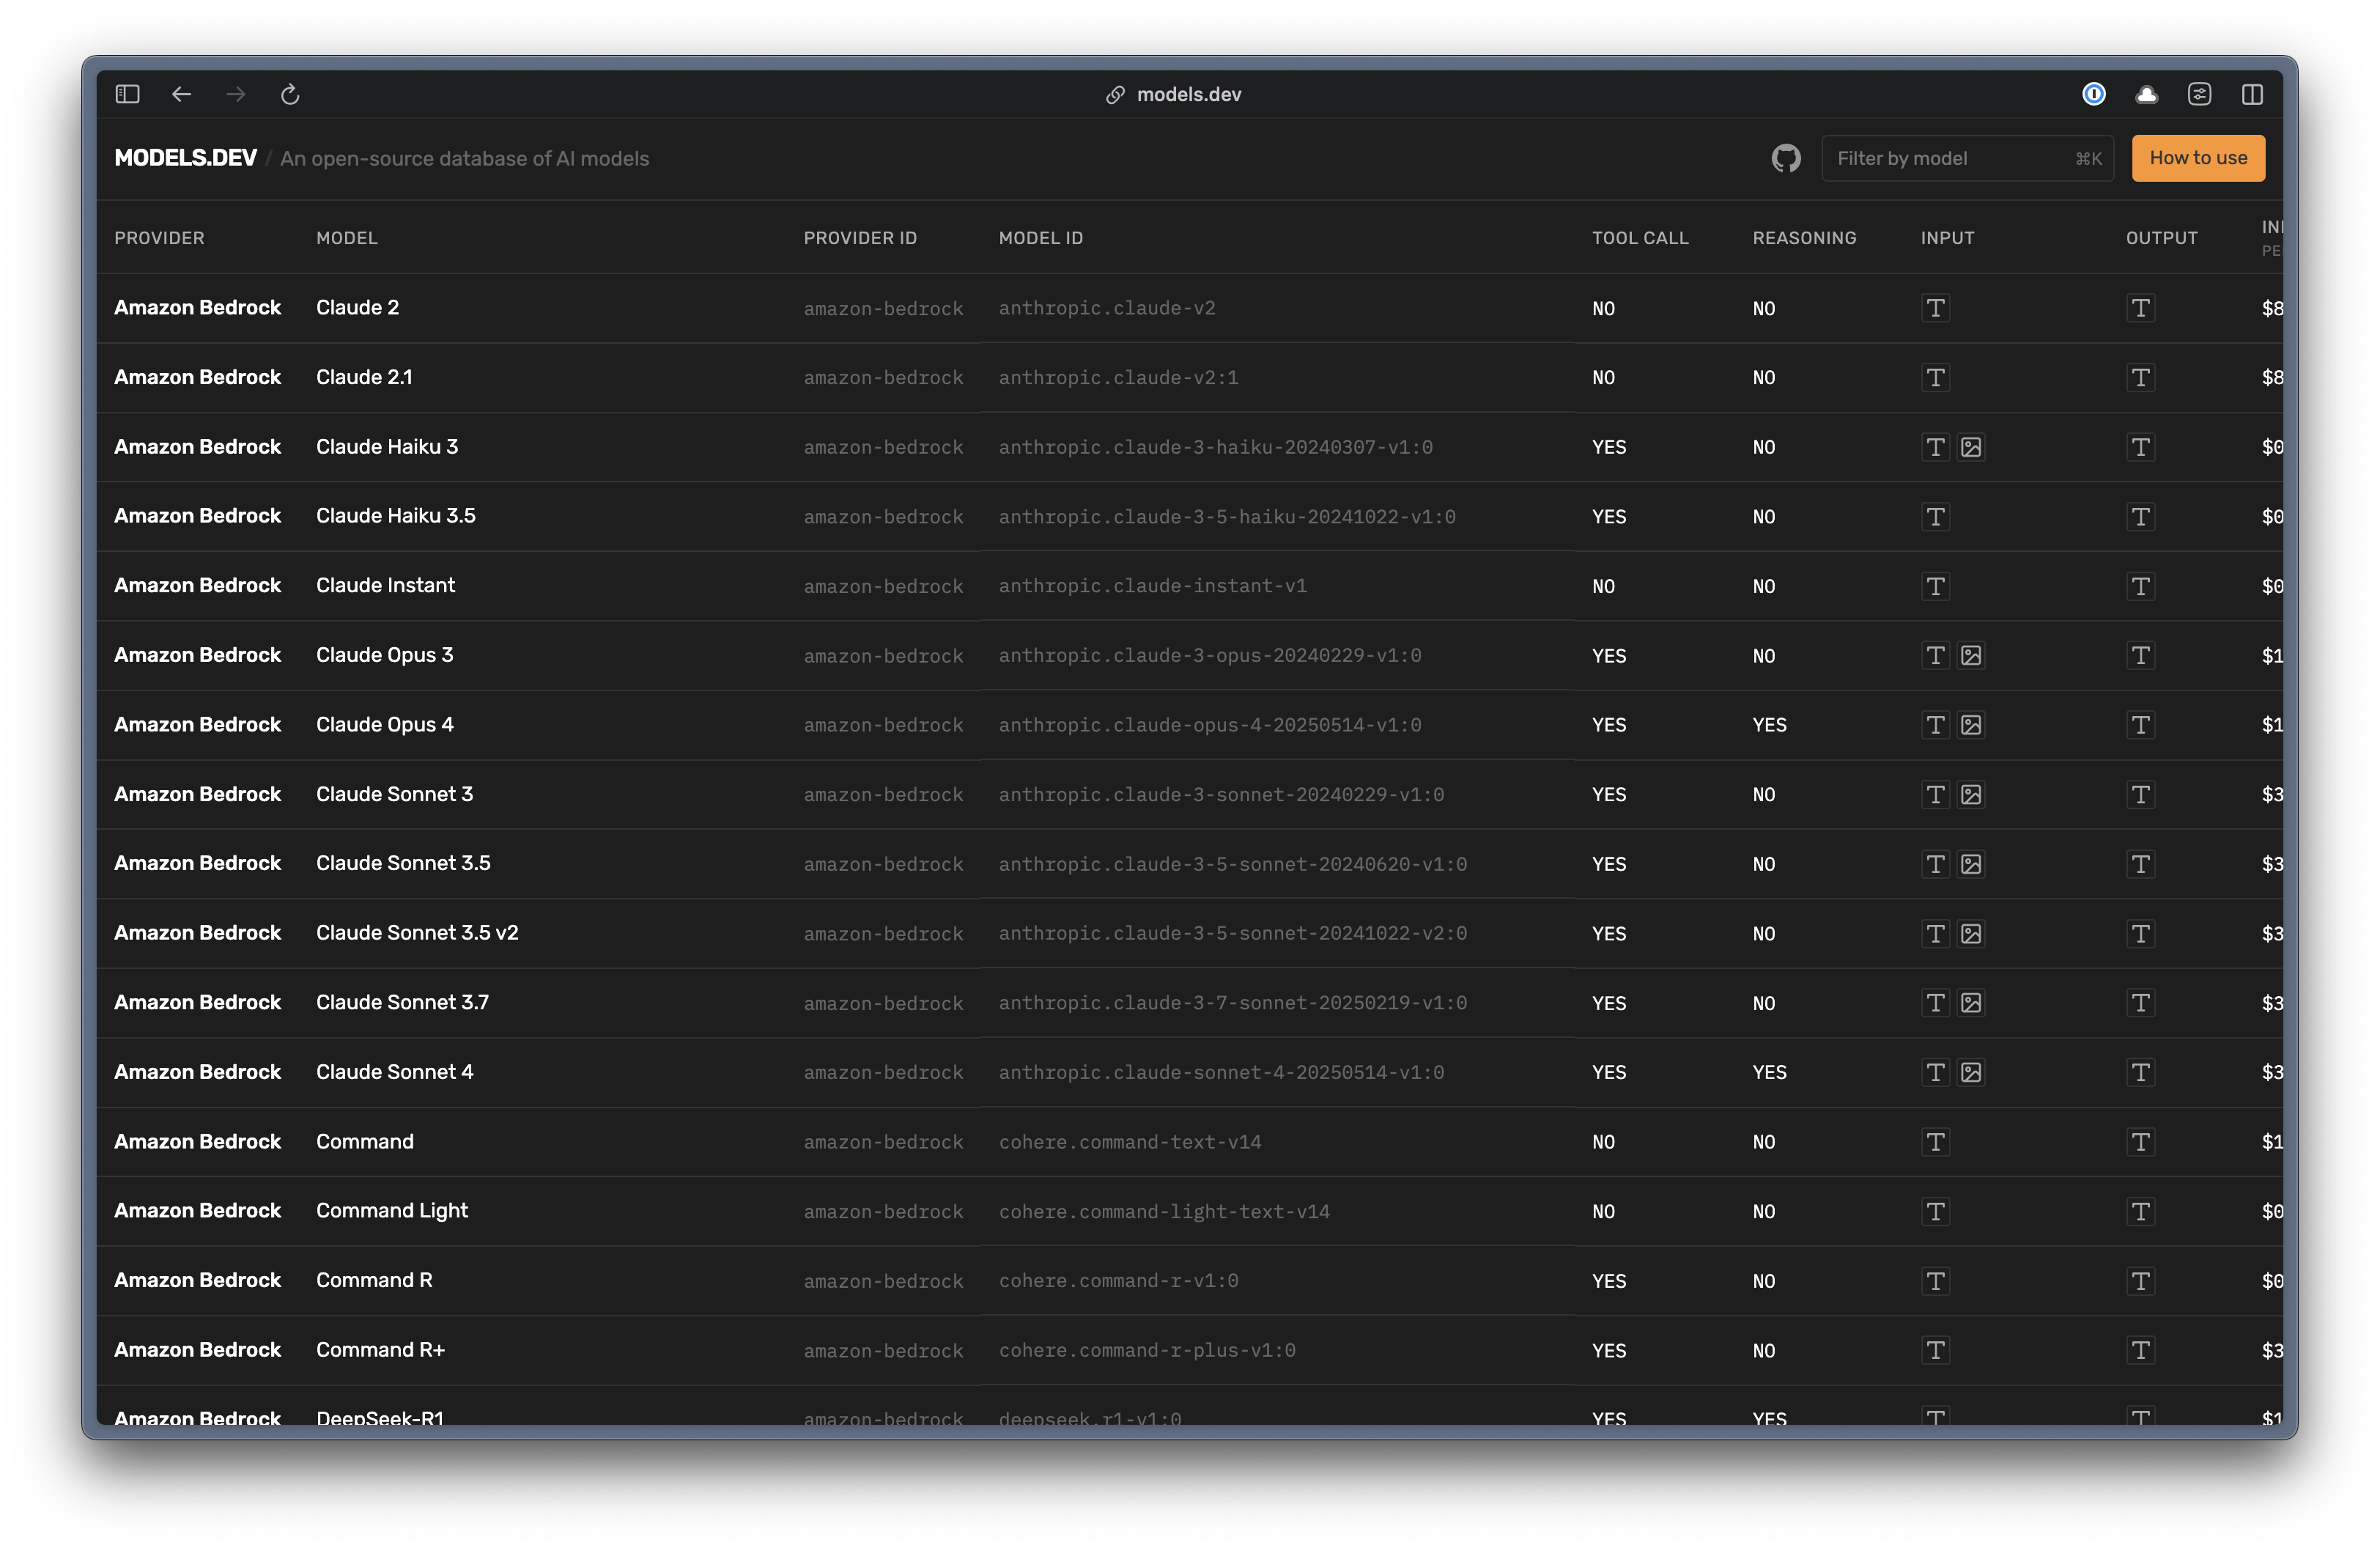 models.dev
MODELS.DEV / An open-source database of AI models
Filter by model ⌘K
How to use
PROVIDER MODEL PROVIDER ID MODEL ID TOOL CALL REASONING INPUT OUTPUT
Amazon Bedrock Claude 2 amazon-bedrock anthropic.claude-v2 NO NO T T $8
Amazon Bedrock Claude 2.1 amazon-bedrock anthropic.claude-v2:1 NO NO T T $8
Amazon Bedrock Claude Haiku 3 amazon-bedrock anthropic.claude-3-haiku-20240307-v1:0 YES NO T T $0
Amazon Bedrock Claude Haiku 3.5 amazon-bedrock anthropic.claude-3-5-haiku-20241022-v1:0 YES NO T T $0
Amazon Bedrock Claude Instant amazon-bedrock anthropic.claude-instant-v1 NO NO T T $0
Amazon Bedrock Claude Opus 3 amazon-bedrock anthropic.claude-3-opus-20240229-v1:0 YES NO T T $1
Amazon Bedrock Claude Opus 4 amazon-bedrock anthropic.claude-opus-4-20250514-v1:0 YES YES T T $1
Amazon Bedrock Claude Sonnet 3 amazon-bedrock anthropic.claude-3-sonnet-20240229-v1:0 YES NO T T $3
Amazon Bedrock Claude Sonnet 3.5 amazon-bedrock anthropic.claude-3-5-sonnet-20240620-v1:0 YES NO T T $3
Amazon Bedrock Claude Sonnet 3.5 v2 amazon-bedrock anthropic.claude-3-5-sonnet-20241022-v2:0 YES NO T T $3
Amazon Bedrock Claude Sonnet 3.7 amazon-bedrock anthropic.claude-3-7-sonnet-20250219-v1:0 YES NO T T $3
Amazon Bedrock Claude Sonnet 4 amazon-bedrock anthropic.claude-sonnet-4-20250514-v1:0 YES YES T T $3
Amazon Bedrock Command amazon-bedrock cohere.command-text-v14 NO NO T T $1
Amazon Bedrock Command Light amazon-bedrock cohere.command-light-text-v14 NO NO T T $0
Amazon Bedrock Command R amazon-bedrock cohere.command-r-v1:0 YES NO T T $0
Amazon Bedrock Command R+ amazon-bedrock cohere.command-r-plus-v1:0 YES NO T T $3
Amazon Bedrock DeepSeek-R1 amazon-bedrock deepseek.r1-v1:0 YES YES T T $1